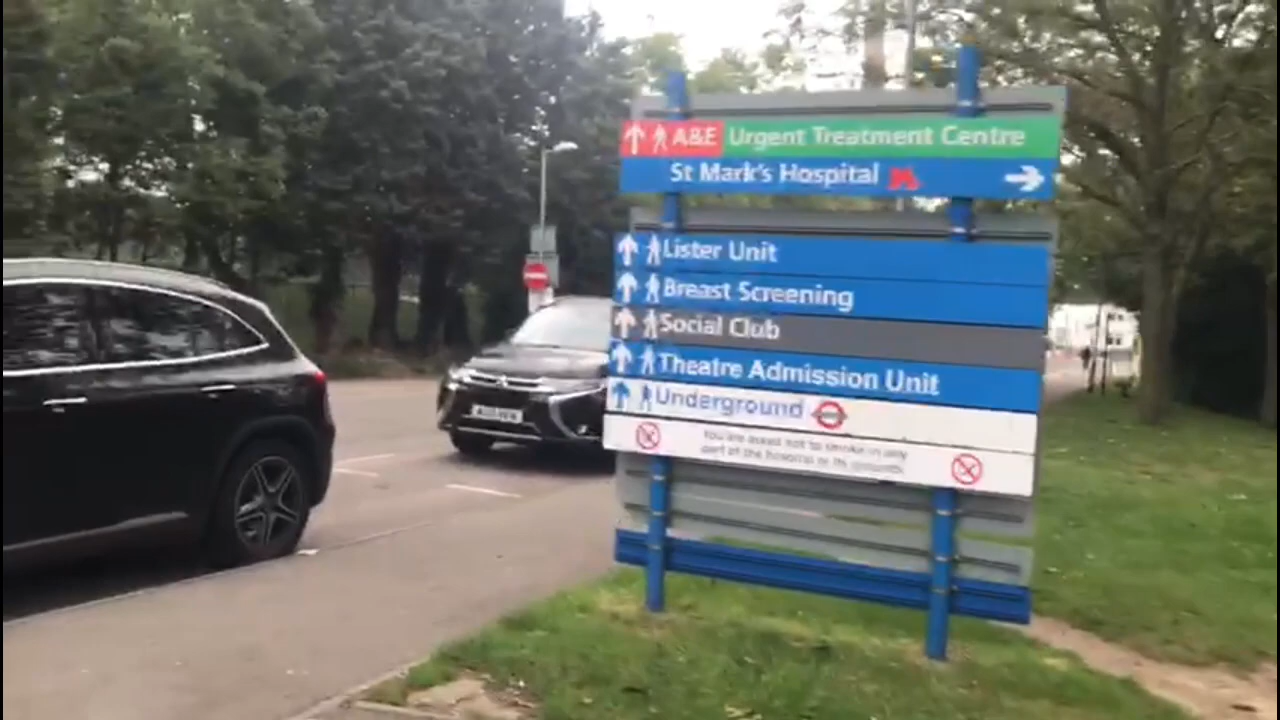 A&E Urgent Treatment Centre
St Mark's Hospital
Lister Unit
Breast Screening
Social Club
Theatre Admission Unit
Underground
You are asked not to smoke in any
part of the hospital or its grounds